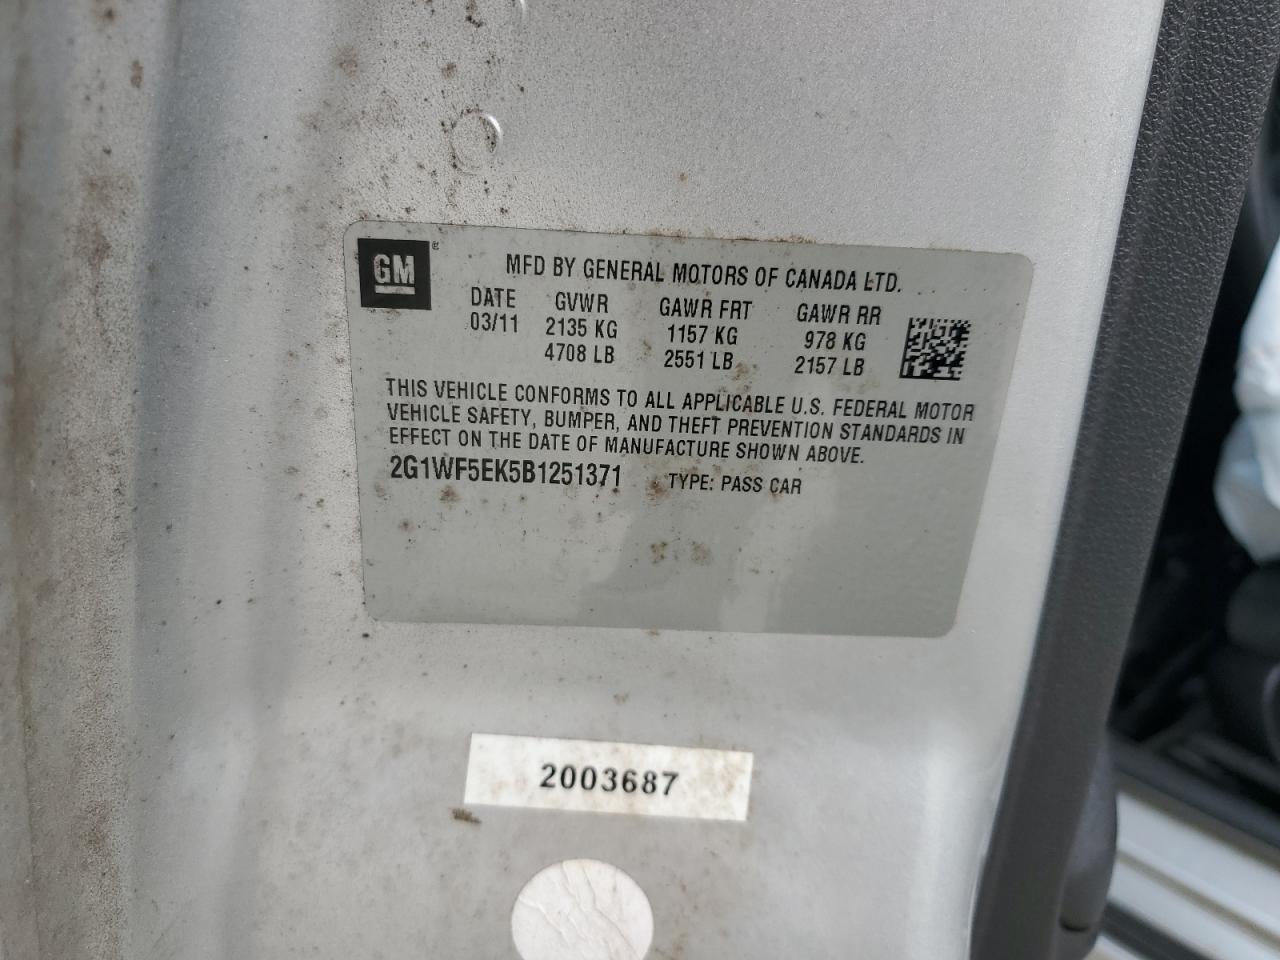 GM ®
MFD BY GENERAL MOTORS OF CANADA LTD.
DATE GVWR GAWR FRT GAWR RR
03/11 2135 KG 1157 KG 978 KG
4708 LB 2551 LB 2157 LB
THIS VEHICLE CONFORMS TO ALL APPLICABLE U.S. FEDERAL MOTOR
VEHICLE SAFETY, BUMPER, AND THEFT PREVENTION STANDARDS IN
EFFECT ON THE DATE OF MANUFACTURE SHOWN ABOVE.
2G1WF5EK5B1251371 TYPE: PASS CAR
2003687